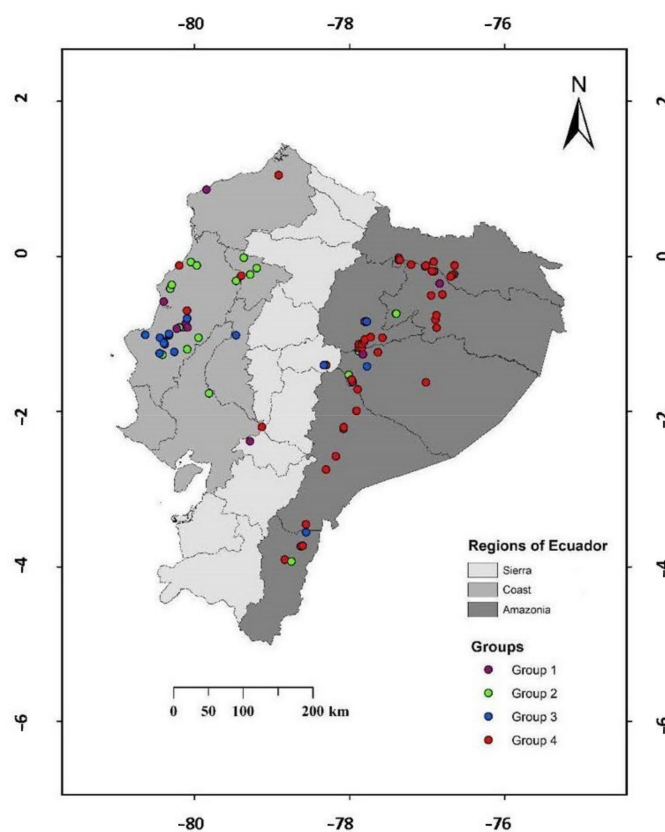 -80 -78 -76
N
2 2
0 0
-2 -2
-4 -4
-6 -6
Regions of Ecuador
Sierra
Coast
Amazonia
Groups
Group 1
Group 2
Group 3
Group 4
0 50 100 200 km
-80 -78 -76